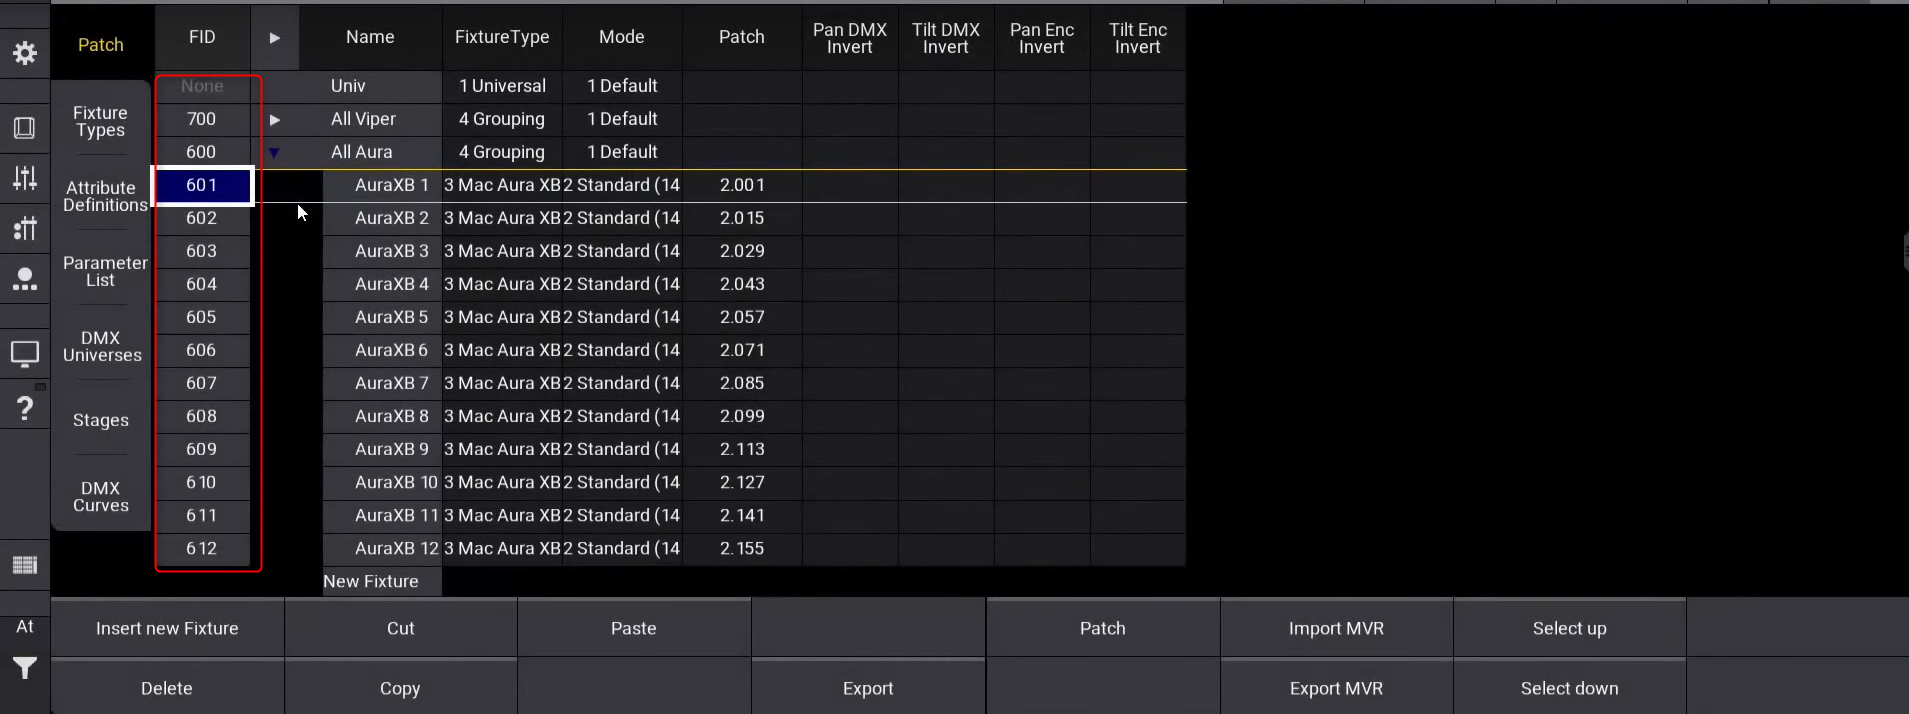 Patch
FID
Name
FixtureType
Mode
Patch
Pan DMX
Invert
Tilt DMX
Invert
Pan Enc
Invert
Tilt Enc
Invert
None Univ 1 Universal 1 Default
700 All Viper 4 Grouping 1 Default
600 All Aura 4 Grouping 1 Default
601 AuraXB 1 3 Mac Aura XB 2 Standard (14 2.001
602 AuraXB 2 3 Mac Aura XB 2 Standard (14 2.015
603 AuraXB 3 3 Mac Aura XB 2 Standard (14 2.029
604 AuraXB 4 3 Mac Aura XB 2 Standard (14 2.043
605 AuraXB 5 3 Mac Aura XB 2 Standard (14 2.057
606 AuraXB 6 3 Mac Aura XB 2 Standard (14 2.071
607 AuraXB 7 3 Mac Aura XB 2 Standard (14 2.085
608 AuraXB 8 3 Mac Aura XB 2 Standard (14 2.099
609 AuraXB 9 3 Mac Aura XB 2 Standard (14 2.113
610 AuraXB 10 3 Mac Aura XB 2 Standard (14 2.127
611 AuraXB 11 3 Mac Aura XB 2 Standard (14 2.141
612 AuraXB 12 3 Mac Aura XB 2 Standard (14 2.155
New Fixture
Fixture
Types
Attribute
Definitions
Parameter
List
DMX
Universes
Stages
DMX
Curves
?
At
Insert new Fixture
Cut
Paste
Patch
Import MVR
Select up
Delete
Copy
Export
Export MVR
Select down